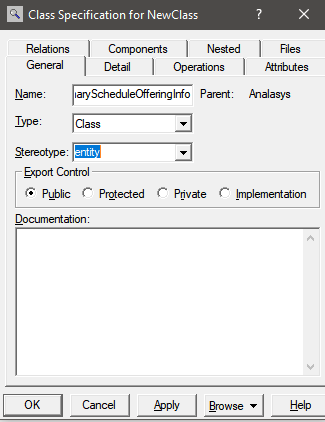 Class Specification for NewClass ? X
Relations Components Nested Files
General Detail Operations Attributes
Name: aryScheduleOfferingInfo Parent: Analasys
Type: Class
Stereotype: entity
Export Control
Public Protected Private Implementation
Documentation:
OK Cancel Apply Browse Help